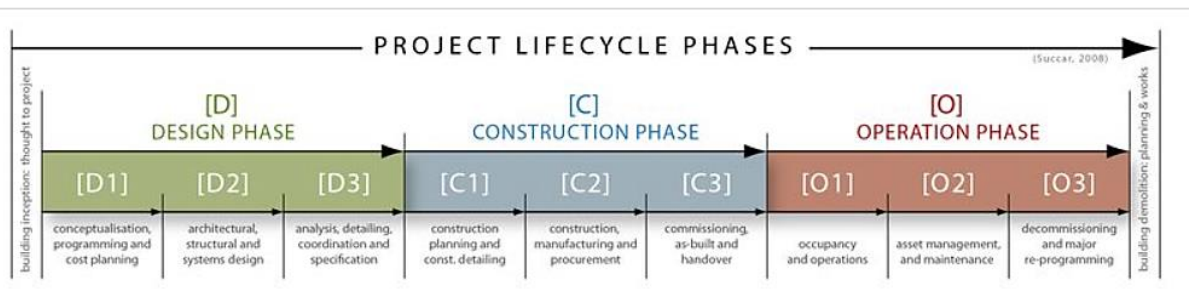 PROJECT LIFECYCLE PHASES
(Succar, 2008)
building inception: thought to project
[D]
DESIGN PHASE
[C]
CONSTRUCTION PHASE
[O]
OPERATION PHASE
[D1]
[D2]
[D3]
[C1]
[C2]
[C3]
[O1]
[O2]
[O3]
conceptualisation,
programming and
cost planning
architectural,
structural and
systems design
analysis, detailing,
coordination and
specification
construction
planning and
const. detailing
construction,
manufacturing and
procurement
commissioning,
as-built and
handover
occupancy
and operations
asset management,
and maintenance
decommissioning
and major
re-programming
building demolition: planning & works